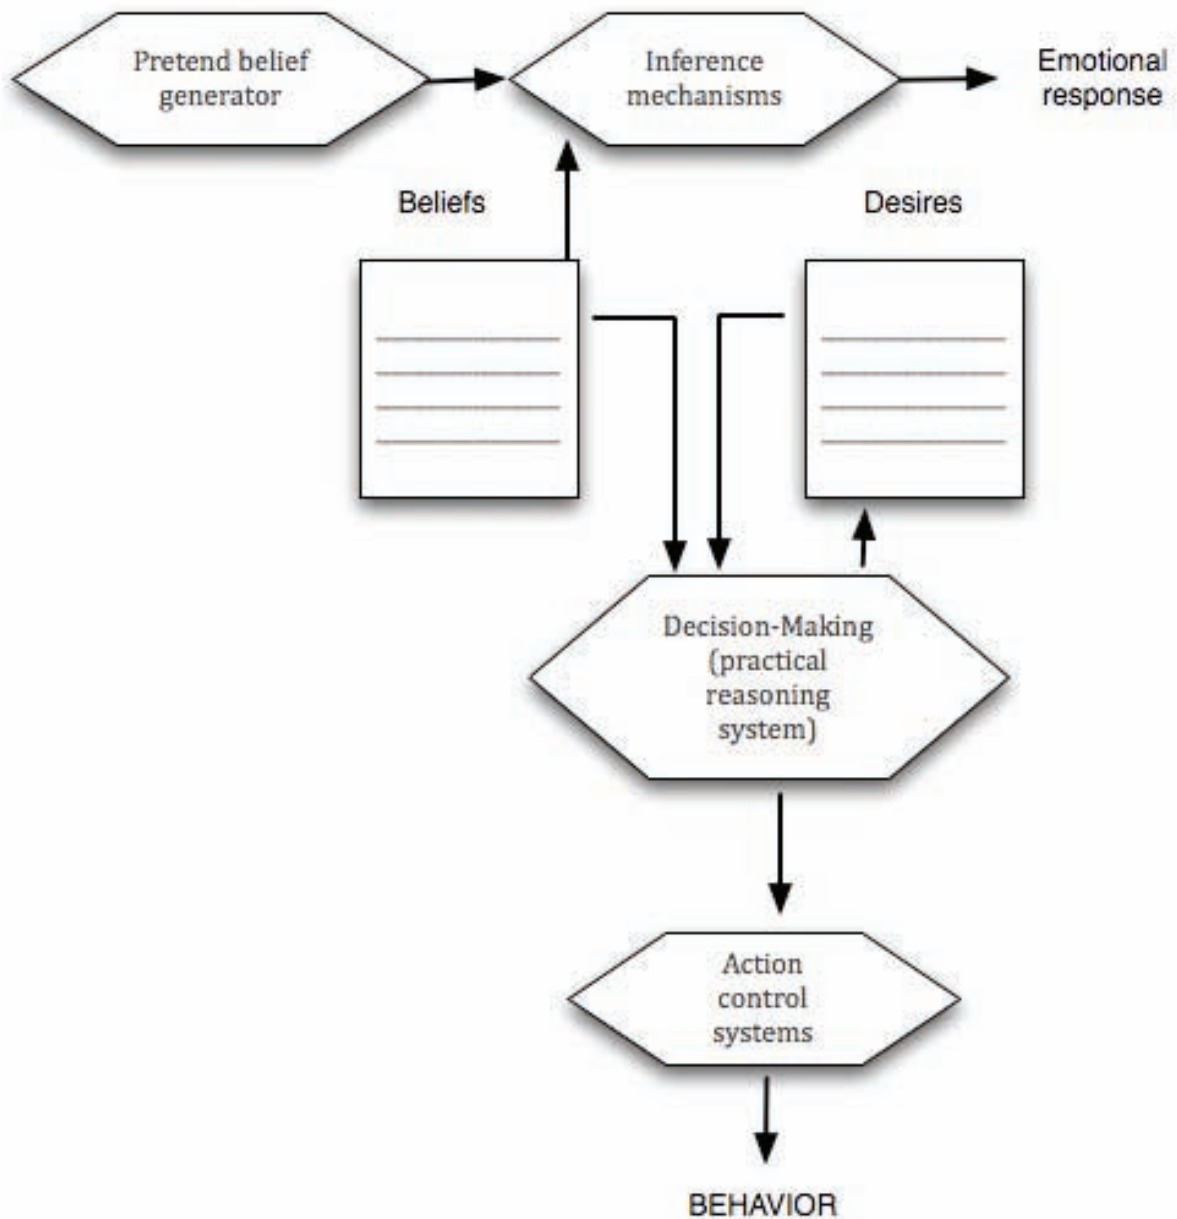 Pretend belief
generator
Inference
mechanisms
Emotional
response
Beliefs
Desires
Decision-Making
(practical
reasoning
system)
Action
control
systems
BEHAVIOR